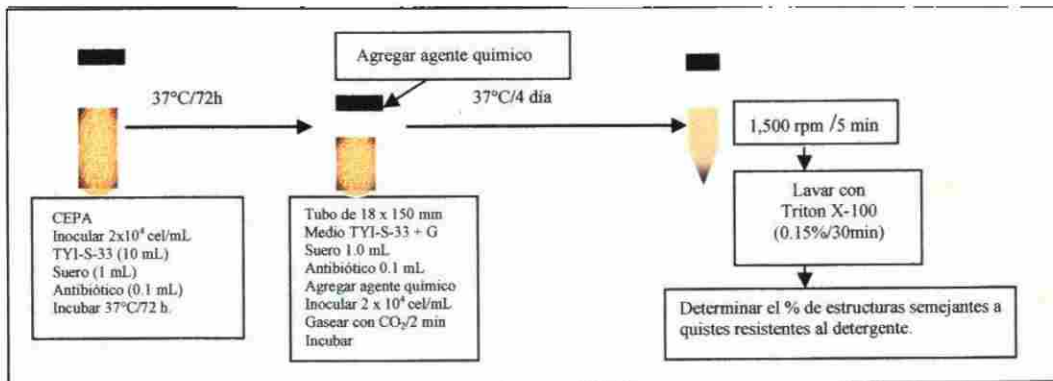 Agregar agente químico
37°C/72h
37°C/4 día
1,500 rpm /5 min
Lavar con
Triton X-100
(0.15%/30min)
CEPA
Inocular 2x10⁴ cel/mL
TYI-S-33 (10 mL)
Suero (1 mL)
Antibiótico (0.1 mL)
Incubar 37°C/72 h.
Tubo de 18 x 150 mm
Medio TYI-S-33 + G
Suero 1.0 mL
Antibiótico 0.1 mL
Agregar agente químico
Inocular 2 x 10⁴ cel/mL
Gasear con CO₂/2 min
Incubar
Determinar el % de estructuras semejantes a
quistes resistentes al detergente.